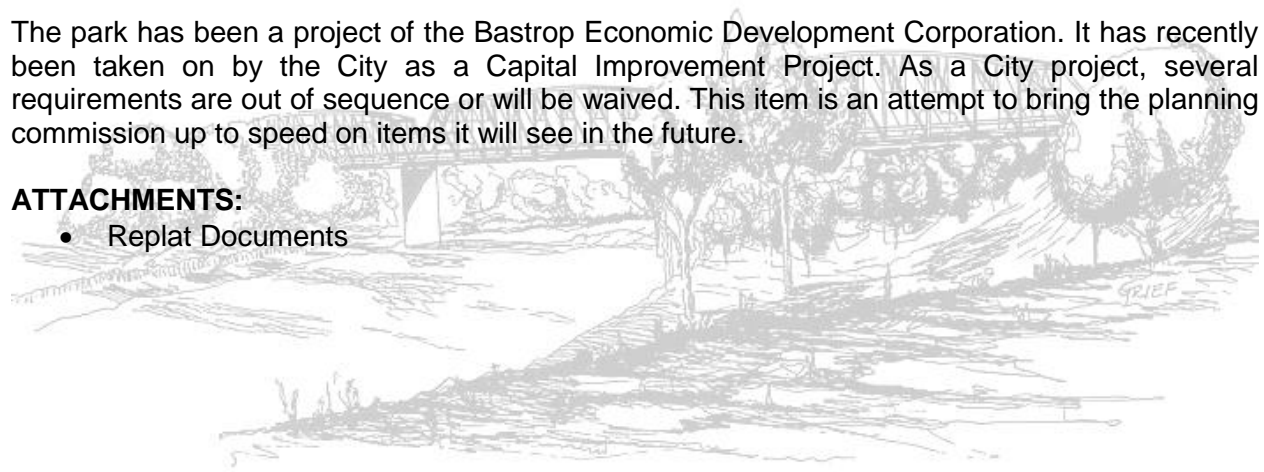 The park has been a project of the Bastrop Economic Development Corporation. It has recently
been taken on by the City as a Capital Improvement Project. As a City project, several
requirements are out of sequence or will be waived. This item is an attempt to bring the planning
commission up to speed on items it will see in the future.
ATTACHMENTS:
• Replat Documents
GRIEF